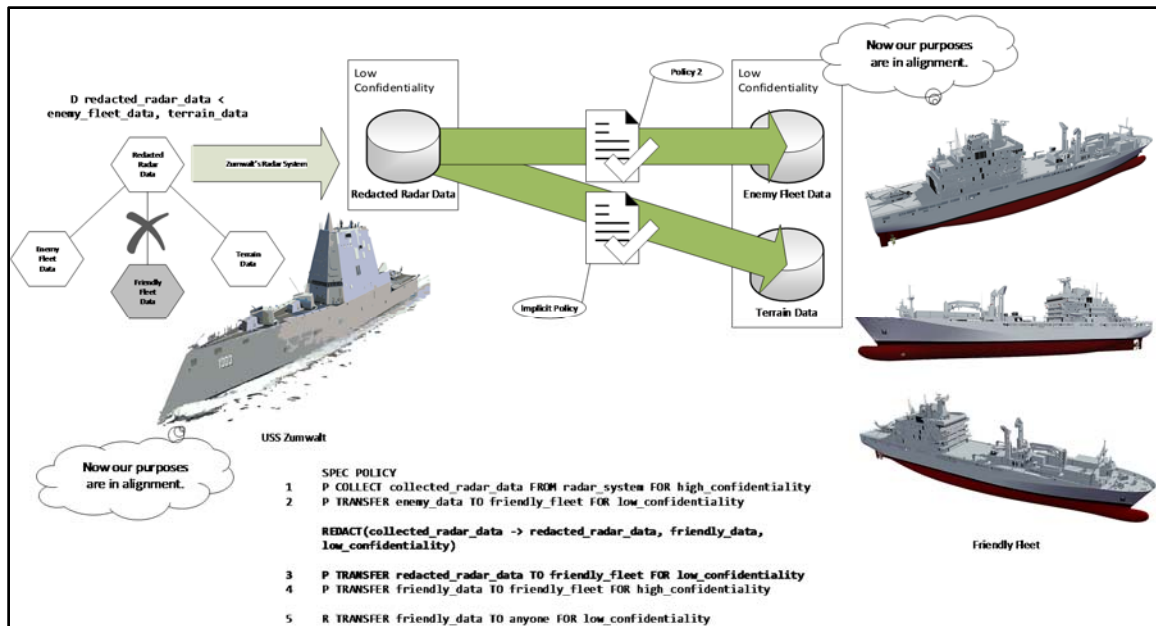 Now our purposes
are in alignment.
Low
Confidentiality
Policy 2
Low
Confidentiality
D redacted_radar_data <
enemy_fleet_data, terrain_data
Redacted
Radar
Data
Zumwalt's Radar System
Redacted Radar Data
Enemy Fleet Data
Enemy
Fleet
Data
Terrain
Data
Friendly
Fleet
Data
Implicit Policy
Terrain Data
1000
USS Zumwalt
Now our purposes
are in alignment.
SPEC POLICY
1 P COLLECT collected_radar_data FROM radar_system FOR high_confidentiality
2 P TRANSFER enemy_data TO friendly_fleet FOR low_confidentiality
REDACT(collected_radar_data -> redacted_radar_data, friendly_data,
low_confidentiality)
3 P TRANSFER redacted_radar_data TO friendly_fleet FOR low_confidentiality
4 P TRANSFER friendly_data TO friendly_fleet FOR high_confidentiality
5 R TRANSFER friendly_data TO anyone FOR low_confidentiality
Friendly Fleet